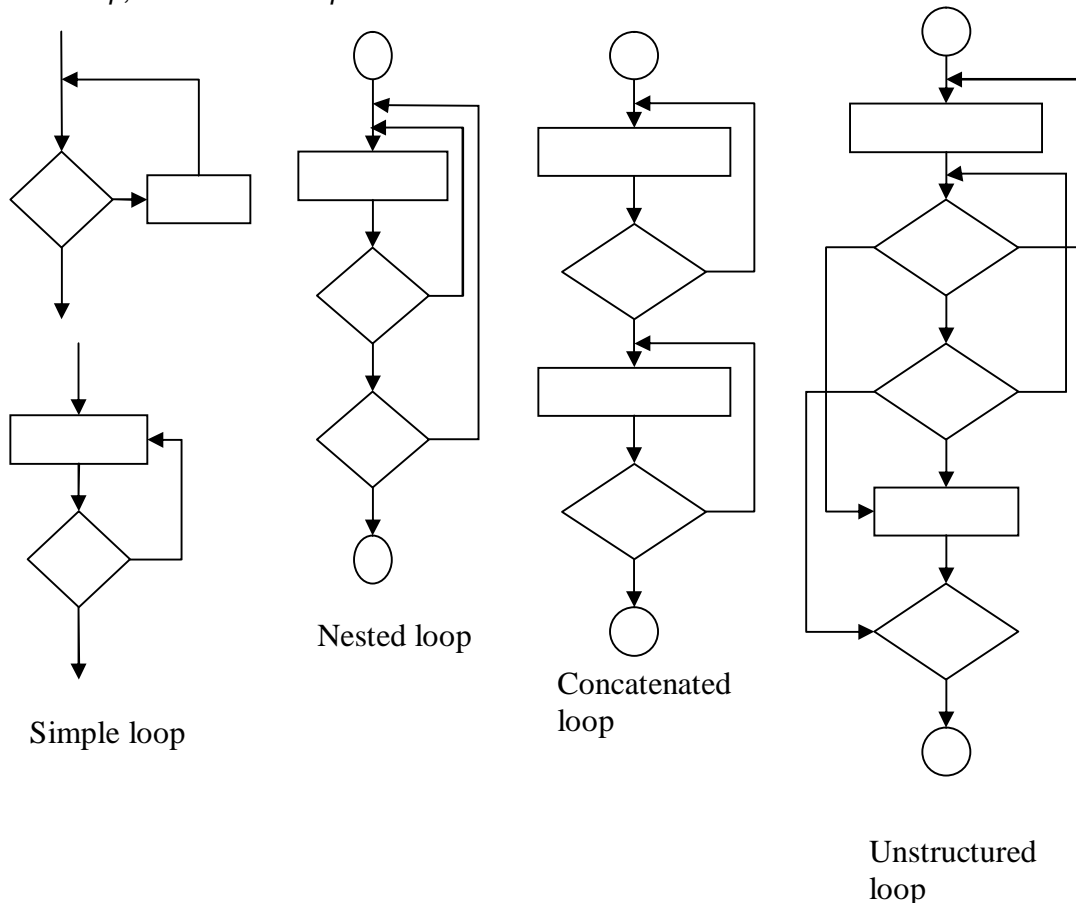 Nested loop
Concatenated
loop
Simple loop
Unstructured
loop